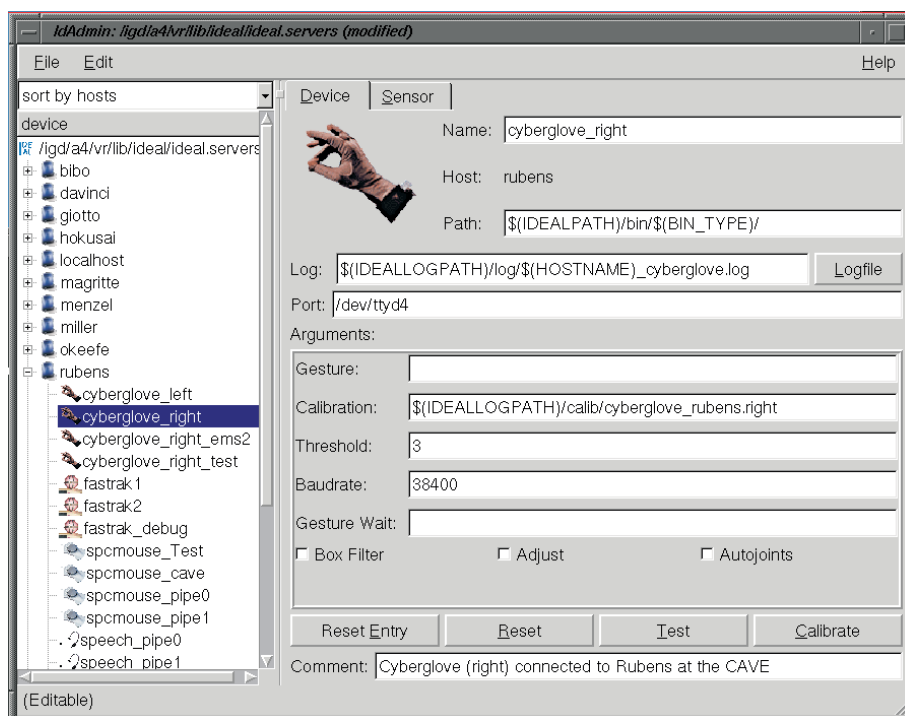 IdAdmin: /igd/a4/vr/lib/ideal/ideal.servers (modified)
File Edit Help
sort by hosts
device
/igd/a4/vr/lib/ideal/ideal.servers
bibo
davinci
giotto
hokusai
localhost
magritte
menzel
miller
okeefe
rubens
cyberglove_left
cyberglove_right
cyberglove_right_ems2
cyberglove_right_test
fastrak1
fastrak2
fastrak_debug
spcmouse_Test
spcmouse_cave
spcmouse_pipe0
spcmouse_pipe1
speech_pipe0
speech_pipe1
(Editable)
Device Sensor
Name: cyberglove_right
Host: rubens
Path: $(IDEALPATH)/bin/$(BIN_TYPE)/
Log: $(IDEALLOGPATH)/log/$(HOSTNAME)_cyberglove.log Logfile
Port: /dev/ttyd4
Arguments:
Gesture:
Calibration: $(IDEALLOGPATH)/calib/cyberglove_rubens.right
Threshold: 3
Baudrate: 38400
Gesture Wait:
Box Filter Adjust Autojoints
Reset Entry Reset Test Calibrate
Comment: Cyberglove (right) connected to Rubens at the CAVE